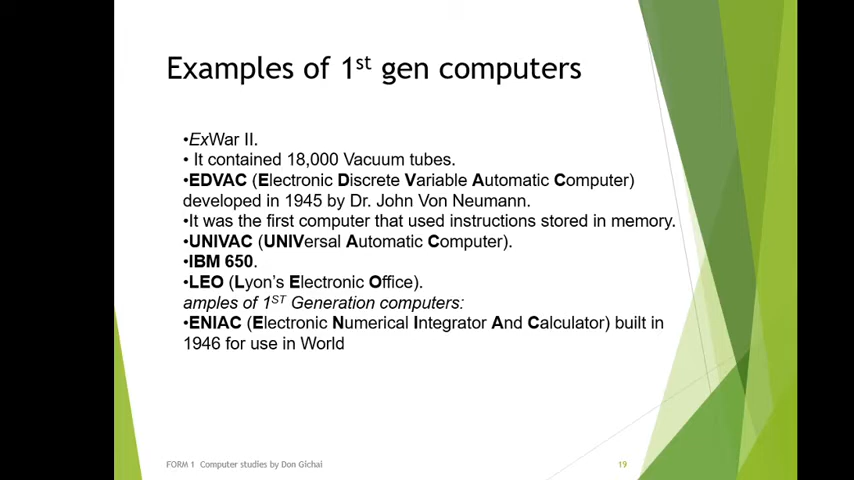 Examples of 1st gen computers
•ExWar II.
• It contained 18,000 Vacuum tubes.
•EDVAC (Electronic Discrete Variable Automatic Computer)
developed in 1945 by Dr. John Von Neumann.
•It was the first computer that used instructions stored in memory.
•UNIVAC (UNIVersal Automatic Computer).
•IBM 650.
•LEO (Lyon’s Electronic Office).
amples of 1ST Generation computers:
•ENIAC (Electronic Numerical Integrator And Calculator) built in
1946 for use in World
FORM 1 Computer studies by Don Gichai
19